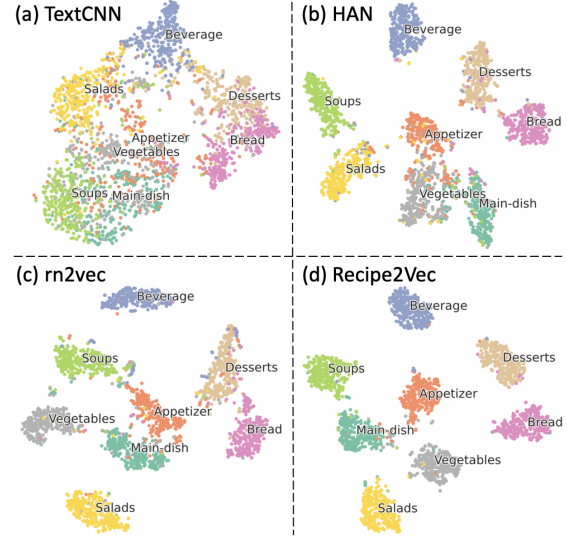 (a) TextCNN
Beverage
Salads
Desserts
Appetizer
Bread
Vegetables
Soups
Main-dish
(b) HAN
Beverage
Desserts
Soups
Bread
Appetizer
Salads
Vegetables
Main-dish
(c) rn2vec
Beverage
Soups
Desserts
Appetizer
Vegetables
Bread
Main-dish
Salads
(d) Recipe2Vec
Beverage
Desserts
Soups
Appetizer
Bread
Main-dish
Vegetables
Salads